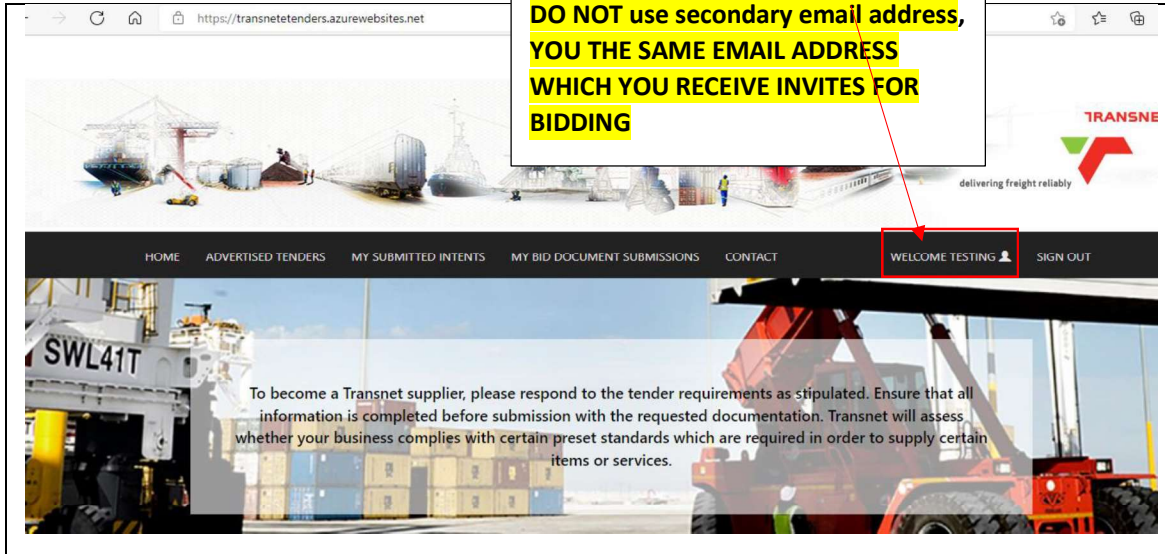 https://transnetetenders.azurewebsites.net
DO NOT use secondary email address,
YOU THE SAME EMAIL ADDRESS
WHICH YOU RECEIVE INVITES FOR
BIDDING
TRANSNE
delivering freight reliably
HOME ADVERTISED TENDERS MY SUBMITTED INTENTS MY BID DOCUMENT SUBMISSIONS CONTACT WELCOME TESTING SIGN OUT
SWL41T
To become a Transnet supplier, please respond to the tender requirements as stipulated. Ensure that all
information is completed before submission with the requested documentation. Transnet will assess
whether your business complies with certain preset standards which are required in order to supply certain
items or services.